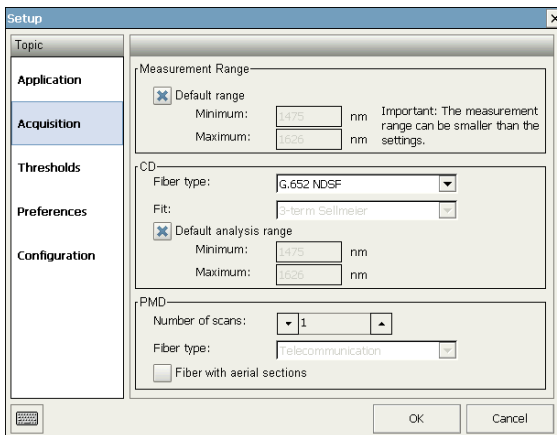 Setup
Topic
Application
Acquisition
Thresholds
Preferences
Configuration
Measurement Range
Default range
Minimum: 1475 nm
Maximum: 1626 nm
Important: The measurement
range can be smaller than the
settings.
CD
Fiber type: G.652 NDSF
Fit: 3-term Sellmeier
Default analysis range
Minimum: 1475 nm
Maximum: 1626 nm
PMD
Number of scans: 1
Fiber type: Telecommunication
Fiber with aerial sections
OK
Cancel